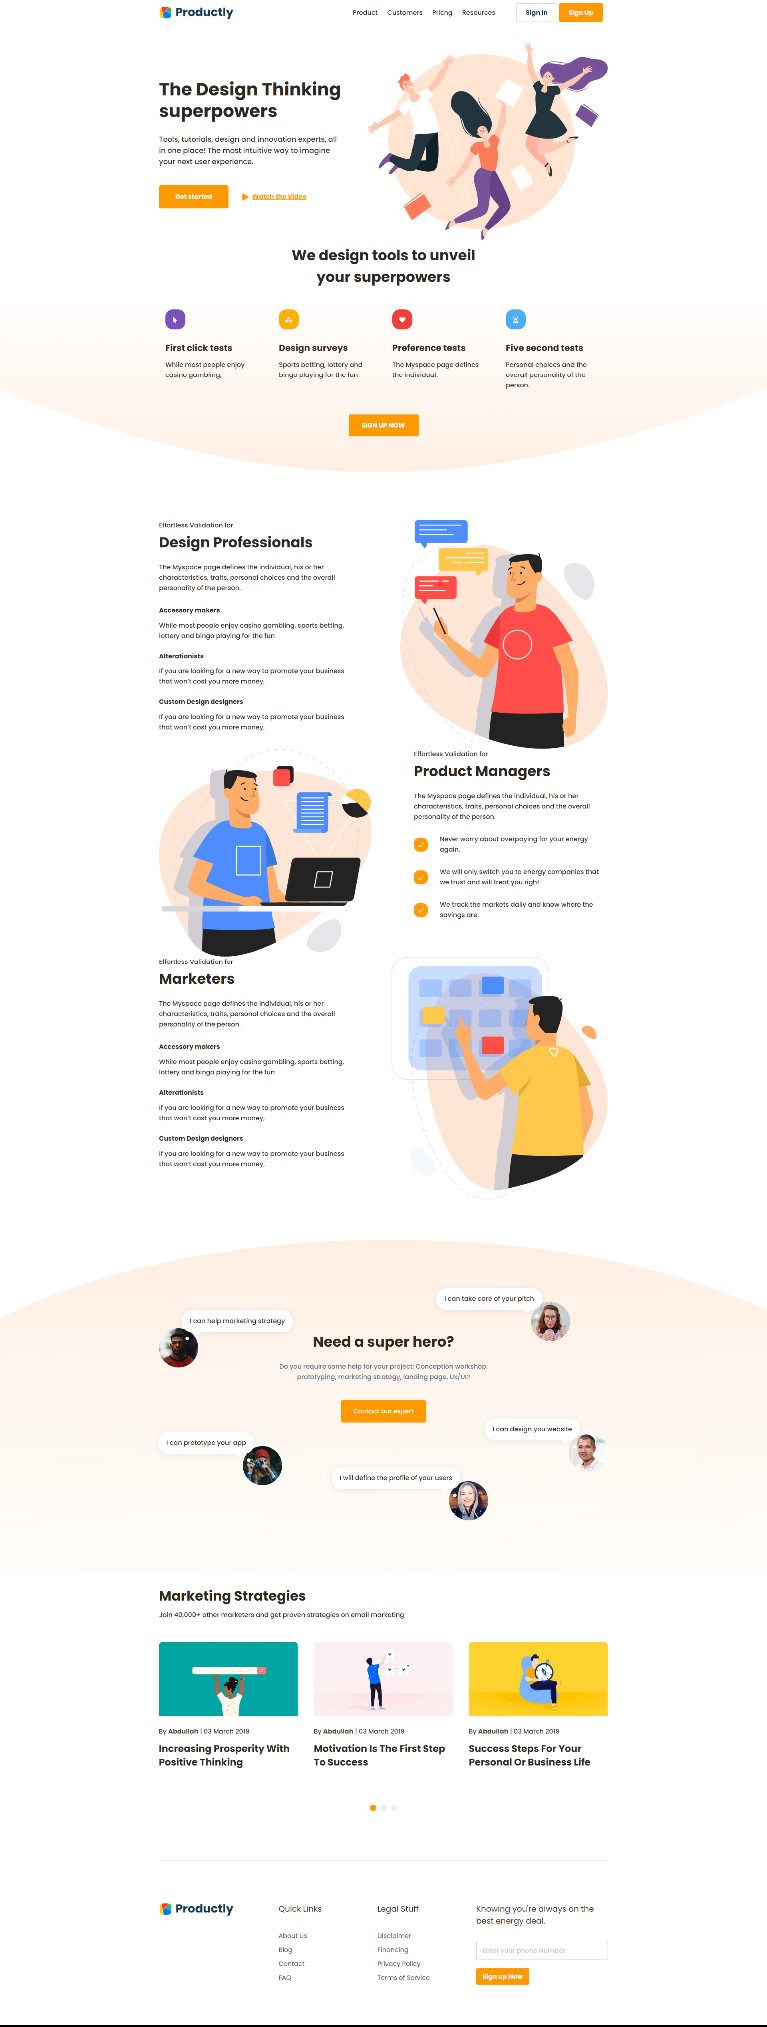 Productly
Product Customers Pricing Resources Sign In Sign Up
The Design Thinking
superpowers
Tools, tutorials, design and innovation experts, all
in one place! The most intuitive way to imagine
your next user experience.
Get started Watch the Video
We design tools to unveil
your superpowers
First click tests
While most people enjoy
casino gambling,
Design surveys
Sports betting, lottery and
bingo playing for the fun
Preference tests
The Myspace page defines
the individual.
Five second tests
Personal choices and the
overall personality of the
person.
SIGN UP NOW
Effortless Validation for
Design Professionals
The Myspace page defines the individual, his or her
characteristics, traits, personal choices and the overall
personality of the person.
Accessory makers
While most people enjoy casino gambling, sports betting,
lottery and bingo playing for the fun
Alterationists
If you are looking for a new way to promote your business
that won't cost you more money,
Custom Design designers
If you are looking for a new way to promote your business
that won't cost you more money,
Effortless Validation for
Product Managers
The Myspace page defines the individual, his or her
characteristics, traits, personal choices and the overall
personality of the person.
Never worry about overpaying for your energy
again.
We will only switch you to energy companies that
we trust and will treat you right
We track the markets daily and know where the
savings are.
Effortless Validation for
Marketers
The Myspace page defines the individual, his or her
characteristics, traits, personal choices and the overall
personality of the person.
Accessory makers
While most people enjoy casino gambling, sports betting,
lottery and bingo playing for the fun
Alterationists
If you are looking for a new way to promote your business
that won't cost you more money,
Custom Design designers
If you are looking for a new way to promote your business
that won't cost you more money,
I can take care of your pitch
I can help marketing strategy
Need a super hero?
Do you require some help for your project: Conception workshop,
prototyping, marketing strategy, landing page, Ux/UI?
Contact our expert
I can design you website
I can prototype your app
I will define the profile of your users
Marketing Strategies
Join 40,000+ other marketers and get proven strategies on email marketing
By Abdullah | 03 March 2019
Increasing Prosperity With
Positive Thinking
By Abdullah | 03 March 2019
Motivation Is The First Step
To Success
By Abdullah | 03 March 2019
Success Steps For Your
Personal Or Business Life
Productly
Quick Links
About Us
Blog
Contact
FAQ
Legal Stuff
Disclaimer
Financing
Privacy Policy
Terms of Service
Knowing you're always on the
best energy deal.
Enter your phone Number
Sign up Now